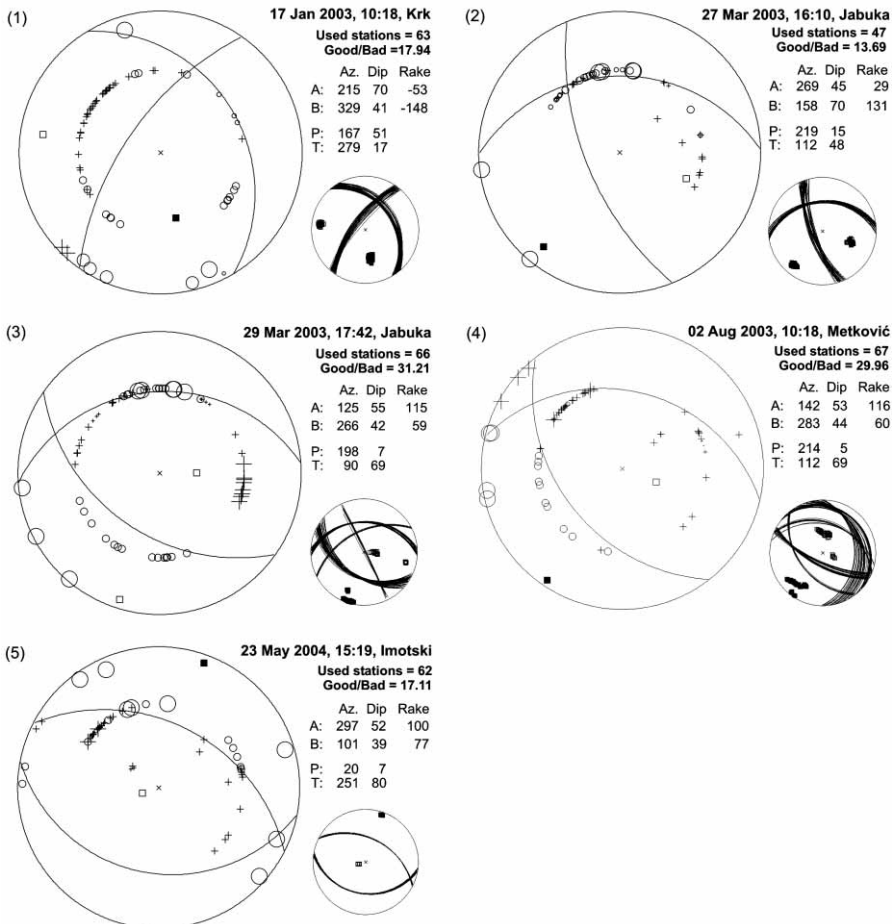 (1)
17 Jan 2003, 10:18, Krk
Used stations = 63
Good/Bad =17.94
Az. Dip Rake
A: 215 70 -53
B: 329 41 -148
P: 167 51
T: 279 17
(2)
27 Mar 2003, 16:10, Jabuka
Used stations = 47
Good/Bad = 13.69
Az. Dip Rake
A: 269 45 29
B: 158 70 131
P: 219 15
T: 112 48
(3)
29 Mar 2003, 17:42, Jabuka
Used stations = 66
Good/Bad = 31.21
Az. Dip Rake
A: 125 55 115
B: 266 42 59
P: 198 7
T: 90 69
(4)
02 Aug 2003, 10:18, Metković
Used stations = 67
Good/Bad = 29.96
Az. Dip Rake
A: 142 53 116
B: 283 44 60
P: 214 5
T: 112 69
(5)
23 May 2004, 15:19, Imotski
Used stations = 62
Good/Bad = 17.11
Az. Dip Rake
A: 297 52 100
B: 101 39 77
P: 20 7
T: 251 80